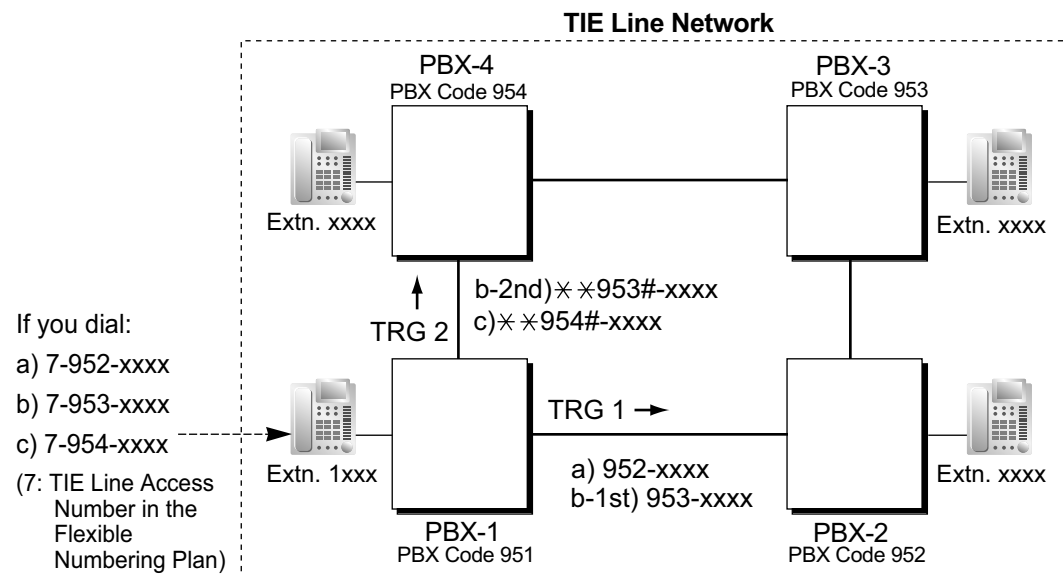 TIE Line Network
PBX-4
PBX Code 954
PBX-3
PBX Code 953
Extn. xxxx
Extn. xxxx
b-2nd)✳✳953#-xxxx
c)✳✳954#-xxxx
TRG 2
If you dial:
a) 7-952-xxxx
b) 7-953-xxxx
c) 7-954-xxxx
(7: TIE Line Access
Number in the
Flexible
Numbering Plan)
Extn. 1xxx
TRG 1
a) 952-xxxx
b-1st) 953-xxxx
Extn. xxxx
PBX-1
PBX Code 951
PBX-2
PBX Code 952